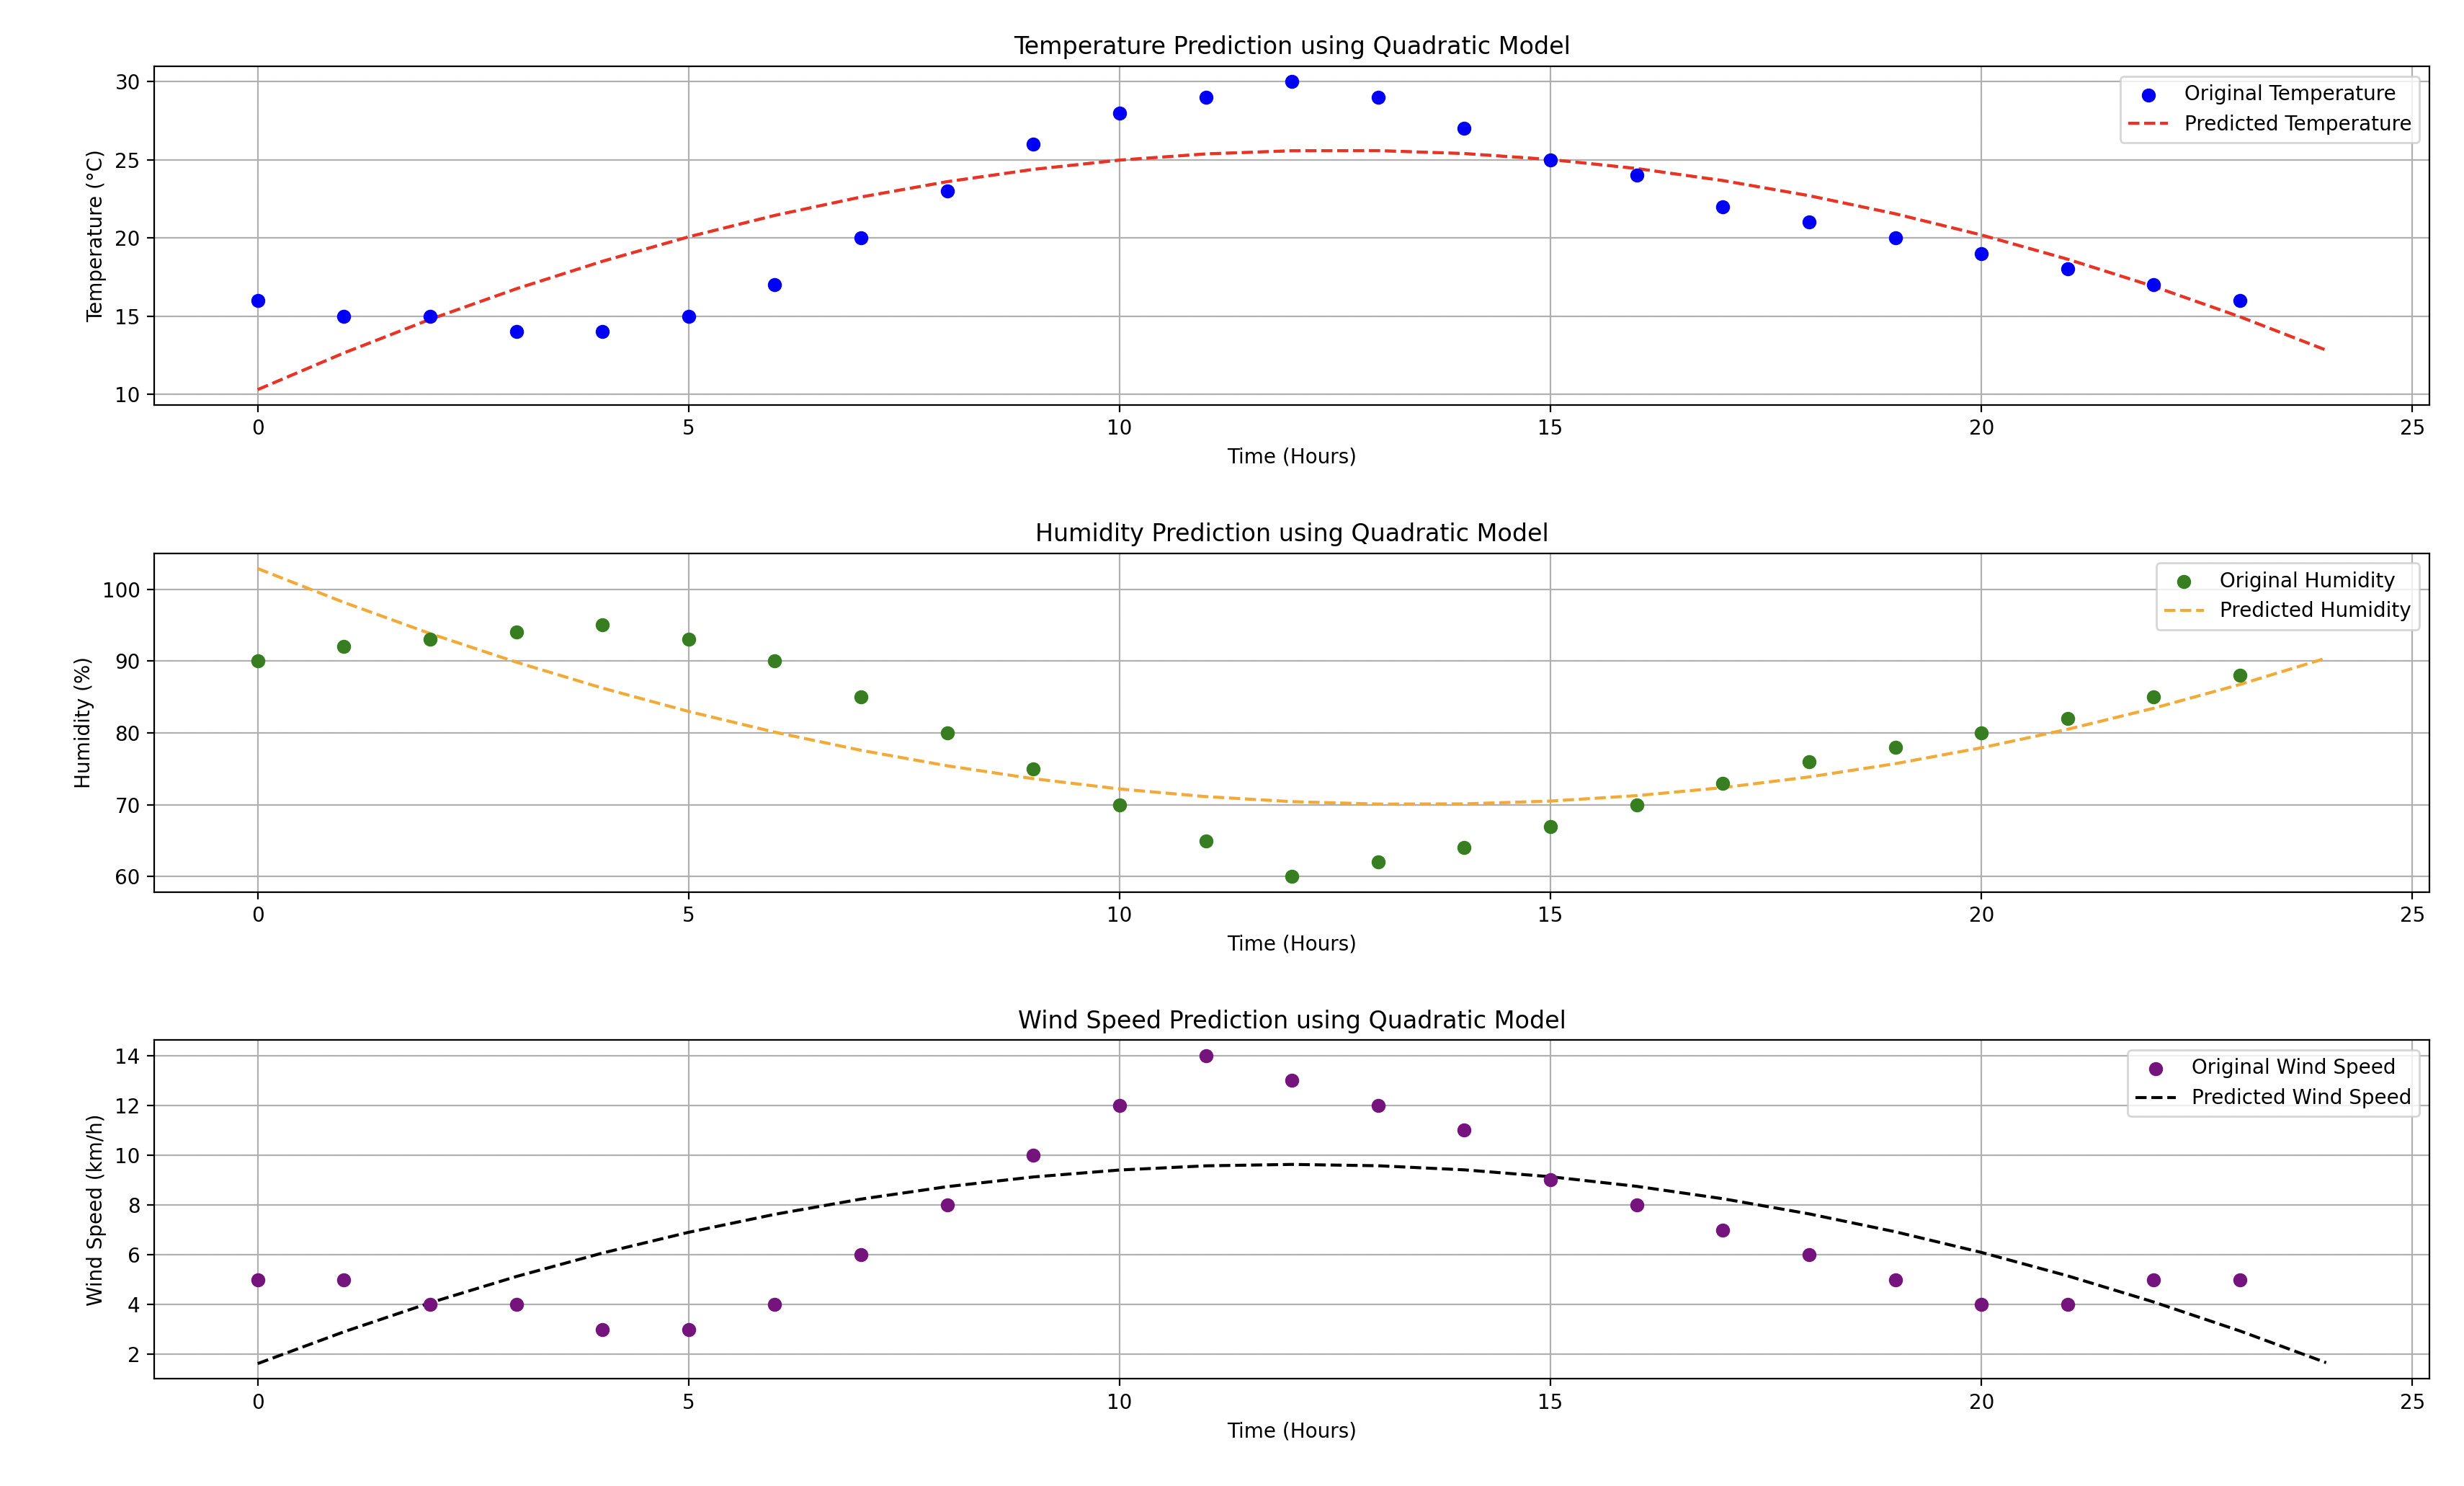 Temperature Prediction using Quadratic Model
Temperature (°C)
30
25
20
15
10
Original Temperature
Predicted Temperature
0 5 10 15 20 25
Time (Hours)
Humidity Prediction using Quadratic Model
Humidity (%)
100
90
80
70
60
Original Humidity
Predicted Humidity
0 5 10 15 20 25
Time (Hours)
Wind Speed Prediction using Quadratic Model
Wind Speed (km/h)
14
12
10
8
6
4
2
Original Wind Speed
Predicted Wind Speed
0 5 10 15 20 25
Time (Hours)